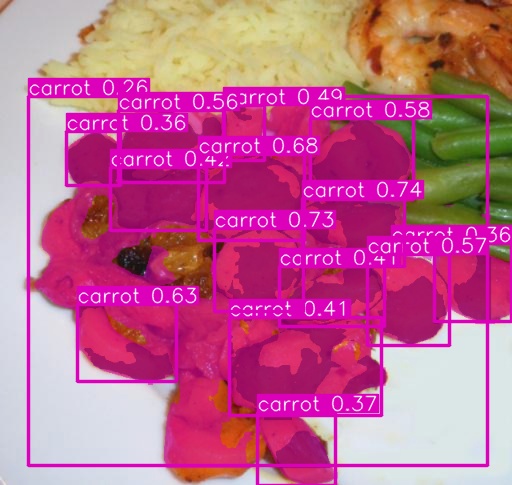 carrot 0.26
carrot 0.56
carrot 0.49
carrot 0.36
carrot 0.58
carrot 0.42
carrot 0.68
carrot 0.74
carrot 0.73
carrot 0.36
carrot 0.57
carrot 0.41
carrot 0.63
carrot 0.41
carrot 0.37